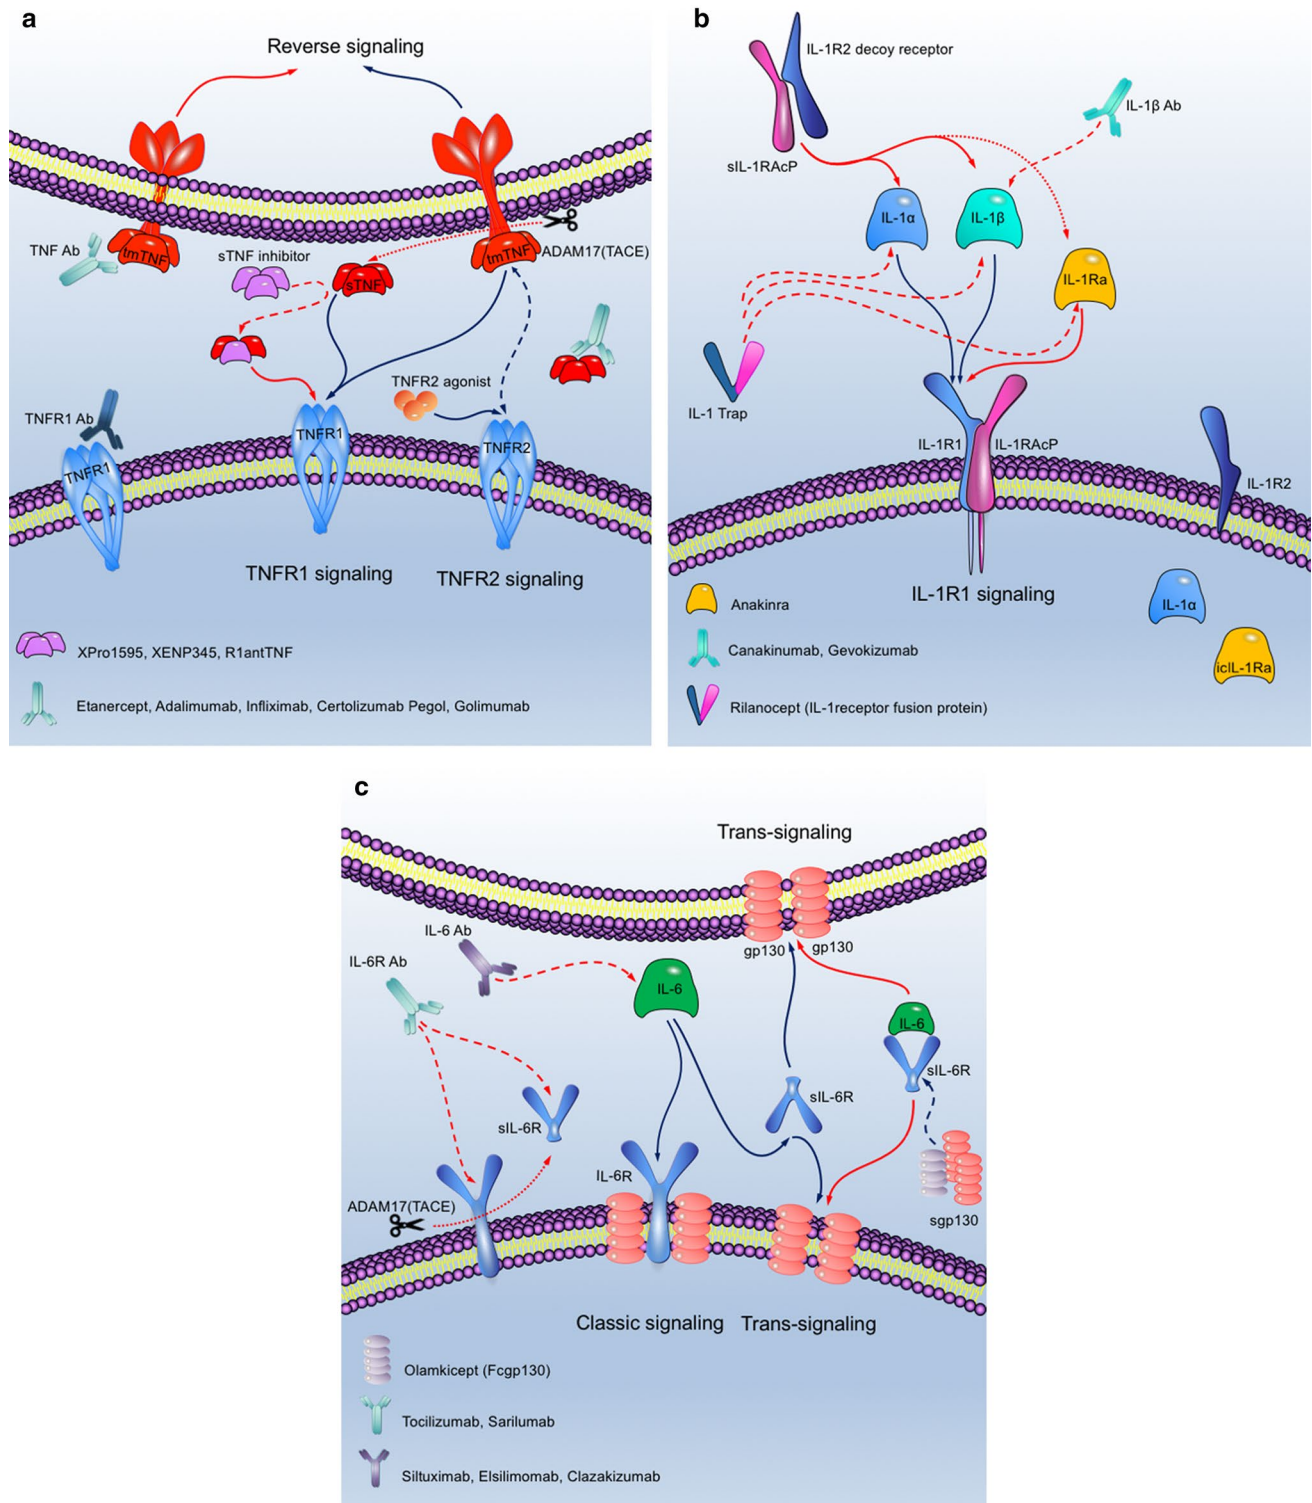 a
Reverse signaling
TNF Ab
tmTNF
sTNF inhibitor
sTNF
tmTNF
ADAM17(TACE)
TNFR2 agonist
TNFR1 Ab
TNFR1
TNFR1
TNFR2
TNFR1 signaling
TNFR2 signaling
XPro1595, XENP345, R1antTNF
Etanercept, Adalimumab, Infliximab, Certolizumab Pegol, Golimumab
b
IL-1R2 decoy receptor
IL-1β Ab
sIL-1RAcP
IL-1α
IL-1β
IL-1Ra
IL-1 Trap
IL-1R1
IL-1RAcP
IL-1R2
IL-1R1 signaling
Anakinra
IL-1α
Canakinumab, Gevokizumab
icIL-1Ra
Rilanocept (IL-1receptor fusion protein)
c
Trans-signaling
IL-6 Ab
gp130
gp130
IL-6R Ab
IL-6
IL-6
sIL-6R
sIL-6R
sIL-6R
IL-6R
ADAM17(TACE)
sgp130
Classic signaling
Trans-signaling
Olamkicept (Fcgp130)
Tocilizumab, Sarilumab
Siltuximab, Elsilimomab, Clazakizumab